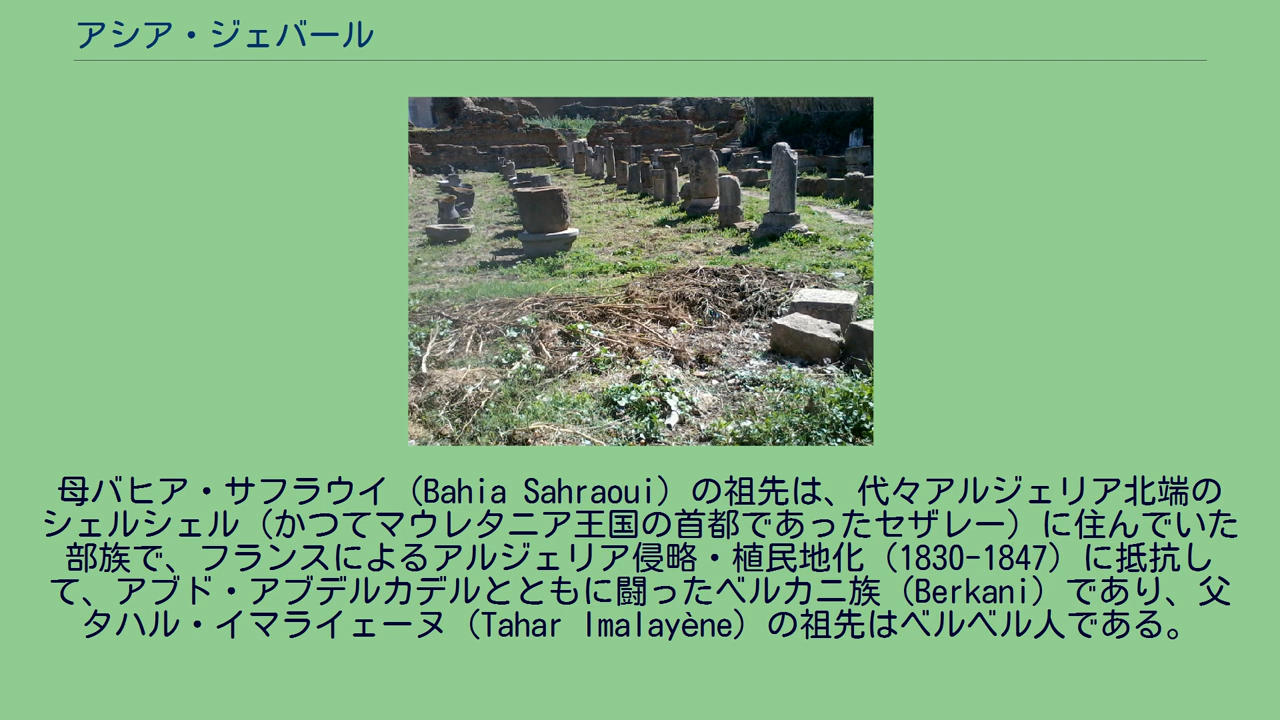 アシア・ジェバール
母バヒア・サフラウイ（Bahia Sahraoui）の祖先は、代々アルジェリア北端の
シェルシェル（かつてマウレタニア王国の首都であったセザレー）に住んでいた
部族で、フランスによるアルジェリア侵略・植民地化（1830-1847）に抵抗し
て、アブド・アブデルカデルとともに闘ったベルカニ族（Berkani）であり、父
タハル・イマライェーヌ（Tahar Imalayène）の祖先はベルベル人である。